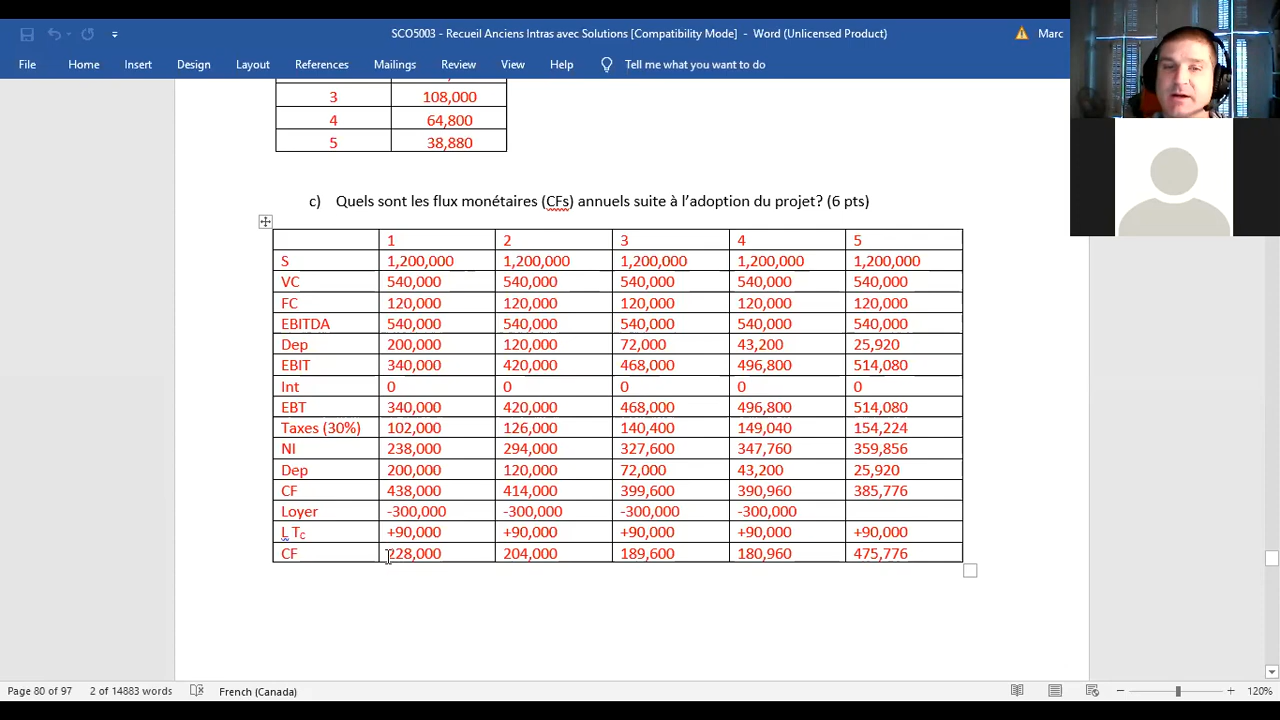 SCO5003 - Recueil Anciens Intras avec Solutions [Compatibility Mode] - Word (Unlicensed Product)
Marc
File Home Insert Design Layout References Mailings Review View Help Tell me what you want to do
3 108,000
4 64,800
5 38,880
c) Quels sont les flux monétaires (CFs) annuels suite à l'adoption du projet? (6 pts)
1 2 3 4 5
S 1,200,000 1,200,000 1,200,000 1,200,000 1,200,000
VC 540,000 540,000 540,000 540,000 540,000
FC 120,000 120,000 120,000 120,000 120,000
EBITDA 540,000 540,000 540,000 540,000 540,000
Dep 200,000 120,000 72,000 43,200 25,920
EBIT 340,000 420,000 468,000 496,800 514,080
Int 0 0 0 0 0
EBT 340,000 420,000 468,000 496,800 514,080
Taxes (30%) 102,000 126,000 140,400 149,040 154,224
NI 238,000 294,000 327,600 347,760 359,856
Dep 200,000 120,000 72,000 43,200 25,920
CF 438,000 414,000 399,600 390,960 385,776
Loyer -300,000 -300,000 -300,000 -300,000
L Tc +90,000 +90,000 +90,000 +90,000 +90,000
CF 228,000 204,000 189,600 180,960 475,776
Page 80 of 97 2 of 14883 words French (Canada) 120%